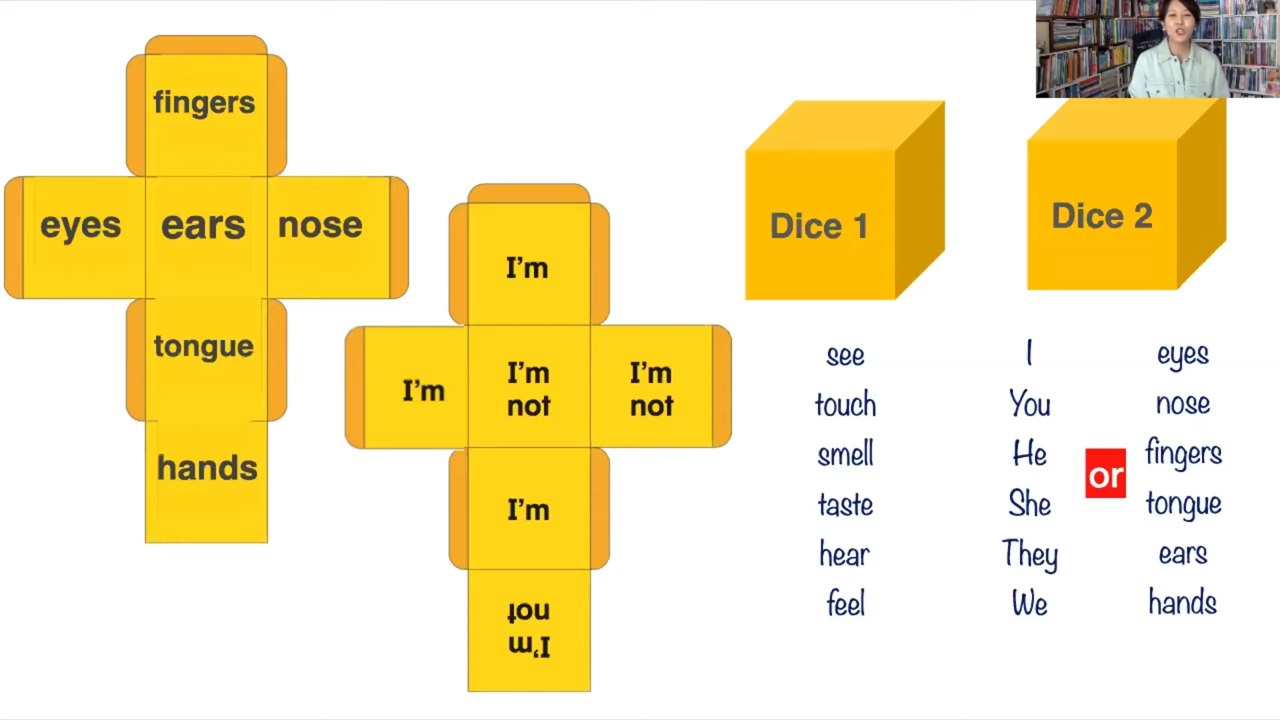 fingers
eyes
ears
nose
tongue
hands
I'm
I'm
I'm
not
I'm
not
I'm
I'm
not
Dice 1
see
touch
smell
taste
hear
feel
Dice 2
I
You
He
She
They
We
or
eyes
nose
fingers
tongue
ears
hands